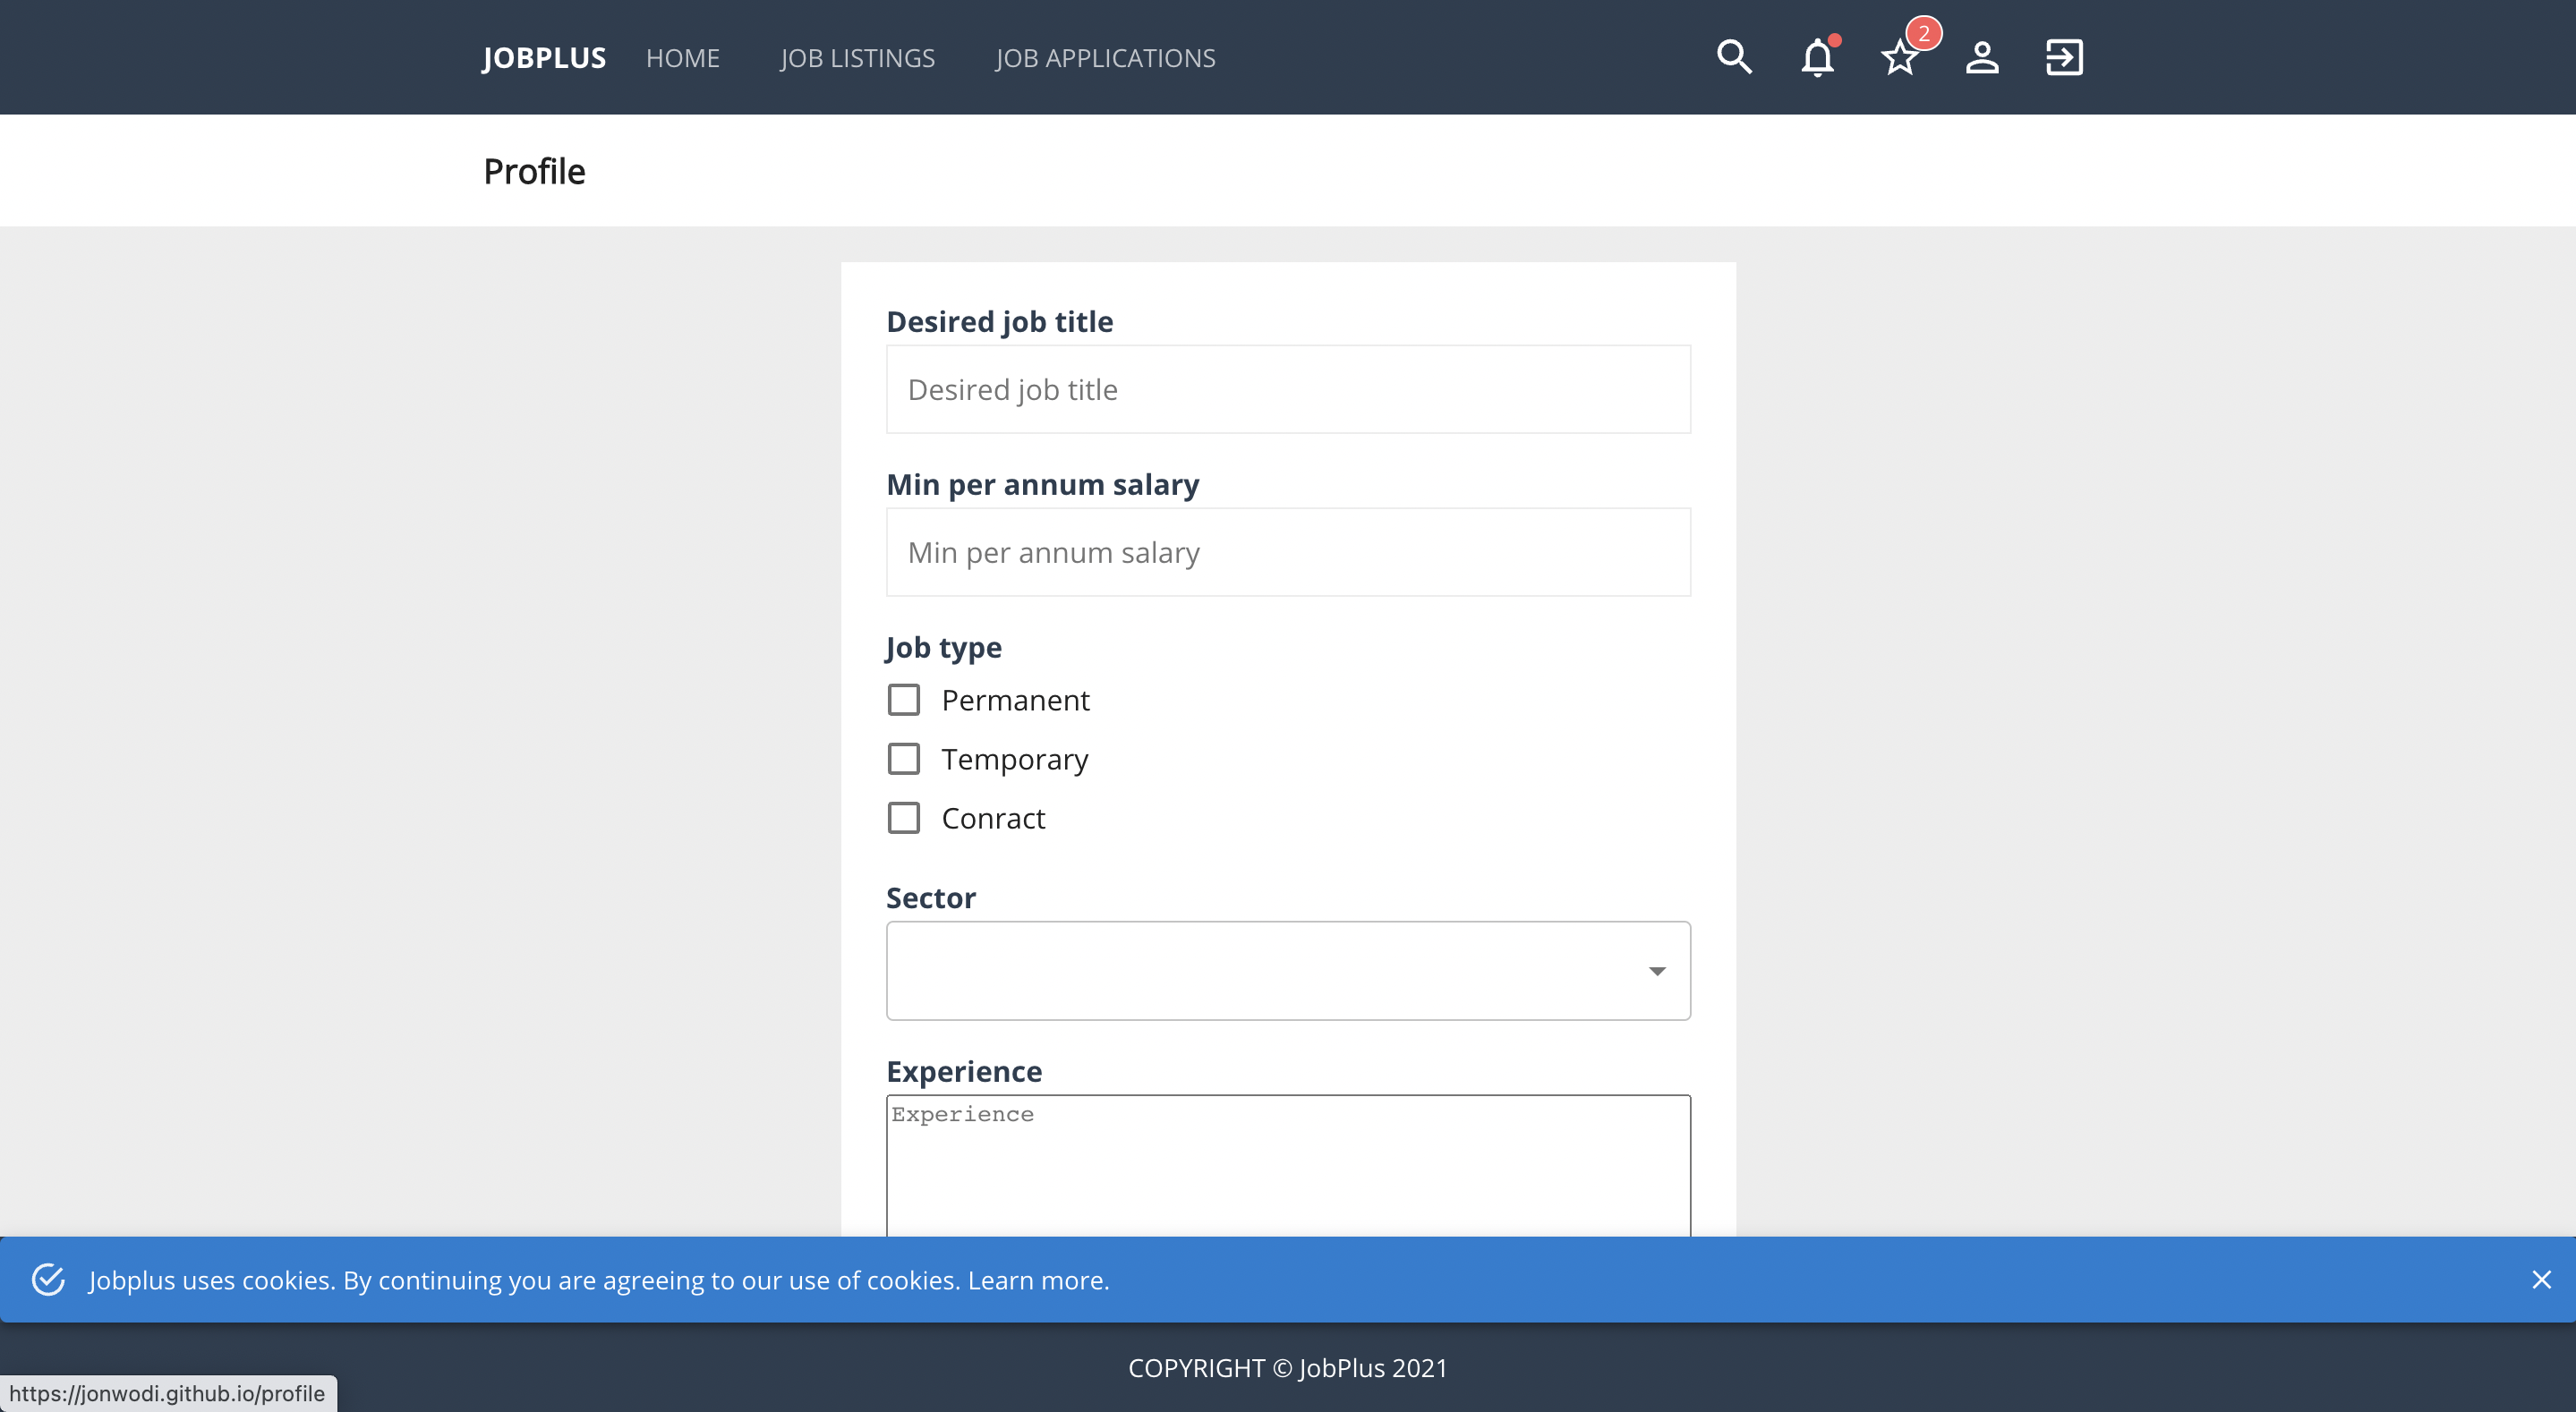 JOBPLUS HOME JOB LISTINGS JOB APPLICATIONS 2
Profile
Desired job title
Desired job title
Min per annum salary
Min per annum salary
Job type
Permanent
Temporary
Conract
Sector
Experience
Experience
Jobplus uses cookies. By continuing you are agreeing to our use of cookies. Learn more.
COPYRIGHT © JobPlus 2021
https://jonwodi.github.io/profile